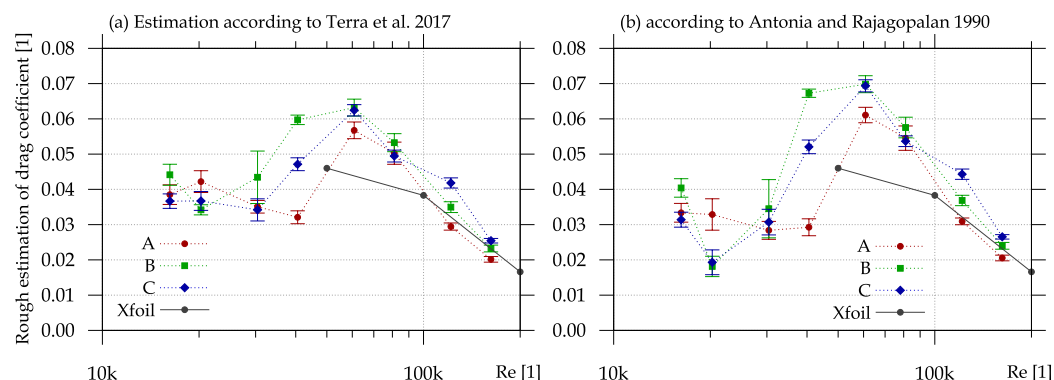 (a) Estimation according to Terra et al. 2017
(b) according to Antonia and Rajagopalan 1990
Rough estimation of drag coefficient [1]
0.08
0.07
0.06
0.05
0.04
0.03
0.02
0.01
0.00
A
B
C
Xfoil
10k
100k
Re [1]
0.08
0.07
0.06
0.05
0.04
0.03
0.02
0.01
0.00
A
B
C
Xfoil
10k
100k
Re [1]